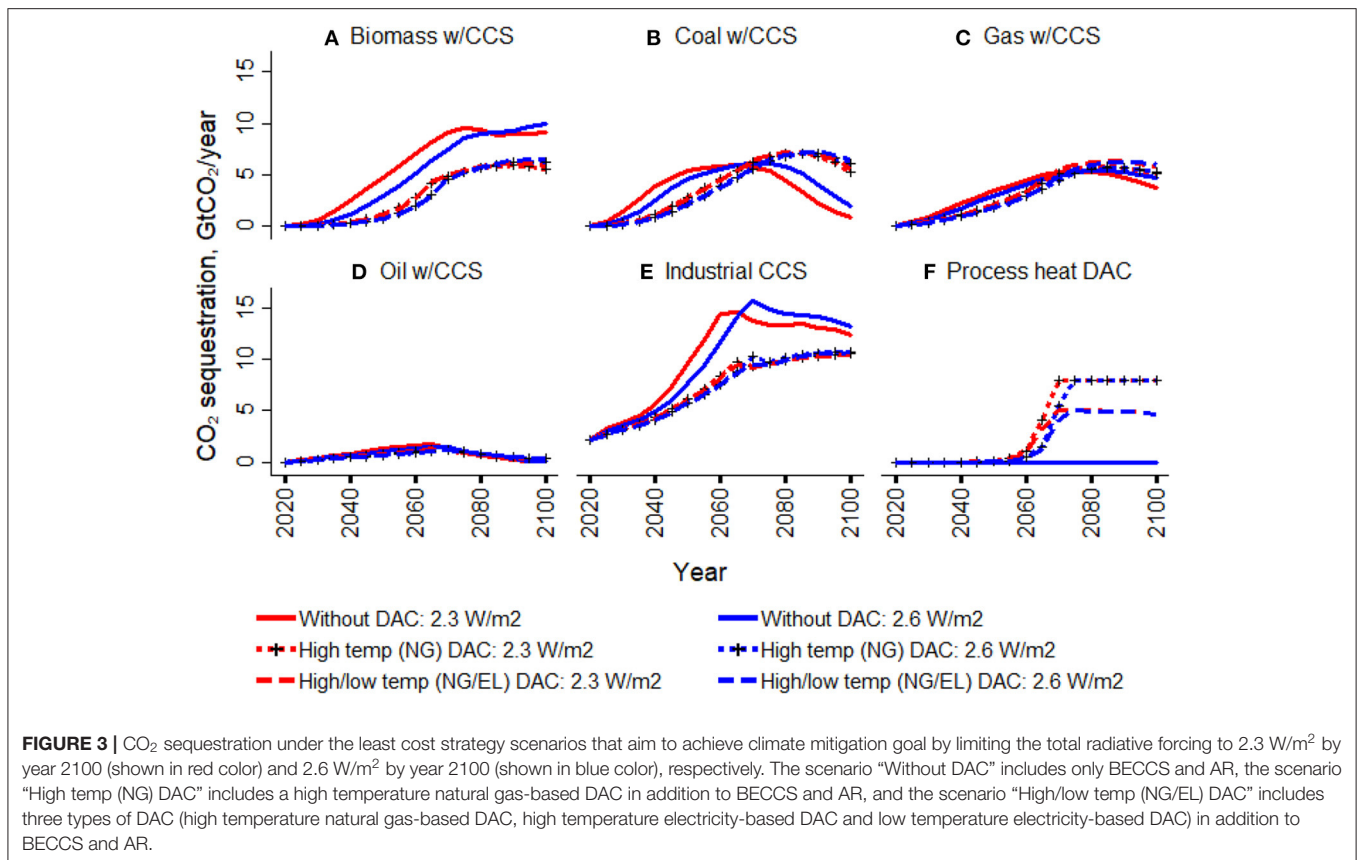 A Biomass w/CCS
B Coal w/CCS
C Gas w/CCS
15
10
5
0
D Oil w/CCS
E Industrial CCS
F Process heat DAC
15
10
5
0
CO₂ sequestration, GtCO₂/year
2020
2040
2060
2080
2100
2020
2040
2060
2080
2100
2020
2040
2060
2080
2100
Year
Without DAC: 2.3 W/m2
Without DAC: 2.6 W/m2
High temp (NG) DAC: 2.3 W/m2
High temp (NG) DAC: 2.6 W/m2
High/low temp (NG/EL) DAC: 2.3 W/m2
High/low temp (NG/EL) DAC: 2.6 W/m2
FIGURE 3 | CO₂ sequestration under the least cost strategy scenarios that aim to achieve climate mitigation goal by limiting the total radiative forcing to 2.3 W/m² by
year 2100 (shown in red color) and 2.6 W/m² by year 2100 (shown in blue color), respectively. The scenario “Without DAC” includes only BECCS and AR, the scenario
“High temp (NG) DAC” includes a high temperature natural gas-based DAC in addition to BECCS and AR, and the scenario “High/low temp (NG/EL) DAC” includes
three types of DAC (high temperature natural gas-based DAC, high temperature electricity-based DAC and low temperature electricity-based DAC) in addition to
BECCS and AR.